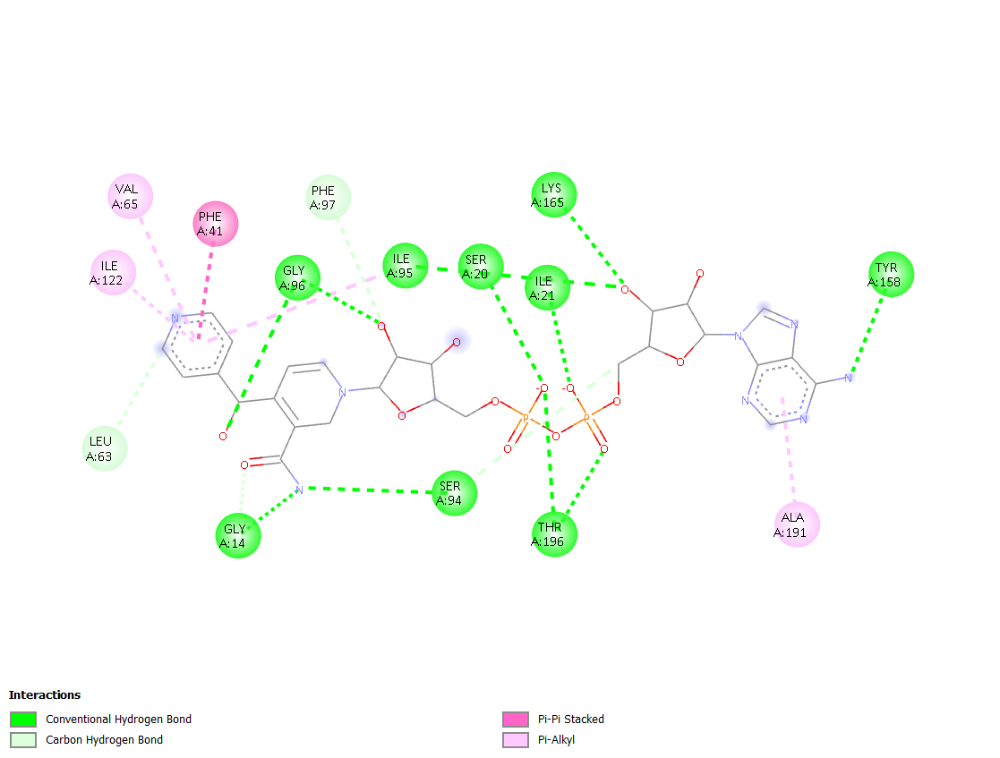 VAL
A:65
PHE
A:41
PHE
A:97
LYS
A:165
ILE
A:122
GLY
A:96
ILE
A:95
SER
A:20
ILE
A:21
TYR
A:158
O
O
N
N
O
O
N
O
N
-O
-O
N
N
O
O
O
P
P
O
N
N
O
O
O
O
LEU
A:63
O
N
SER
A:94
GLY
A:14
THR
A:196
ALA
A:191
Interactions
Conventional Hydrogen Bond
Carbon Hydrogen Bond
Pi-Pi Stacked
Pi-Alkyl